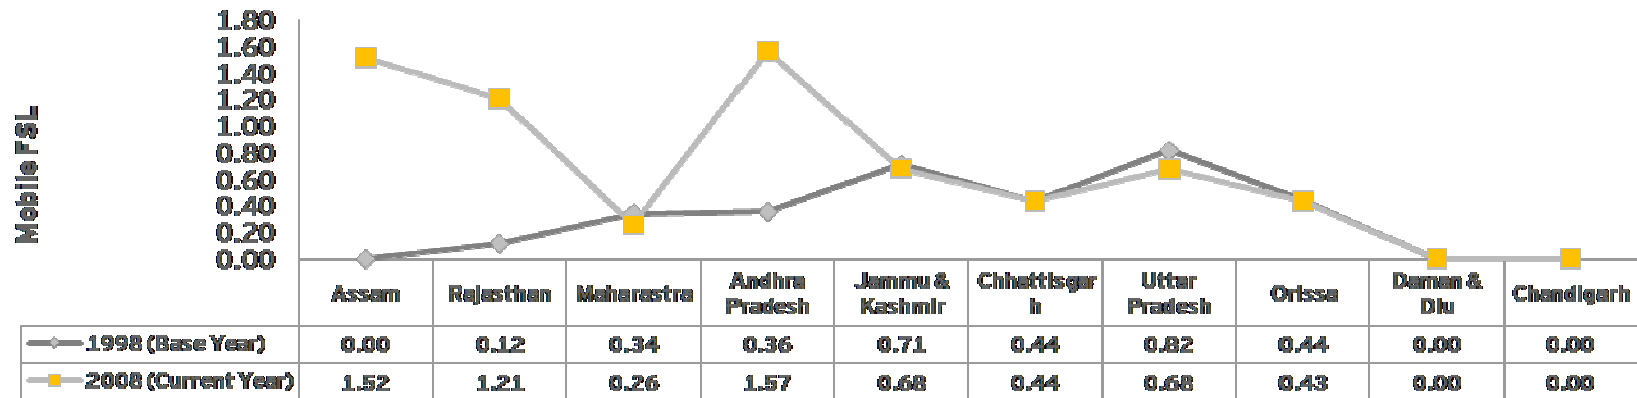 Mobile FSL
1.80
1.60
1.40
1.20
1.00
0.80
0.60
0.40
0.20
0.00
Assam Rajasthan Maharastra Andhra Pradesh Jammu & Kashmir Chhattisgar h Uttar Pradesh Orissa Daman & Diu Chandigarh
1998 (Base Year) 0.00 0.12 0.34 0.36 0.71 0.44 0.82 0.44 0.00 0.00
2008 (Current Year) 1.52 1.21 0.26 1.57 0.68 0.44 0.68 0.43 0.00 0.00